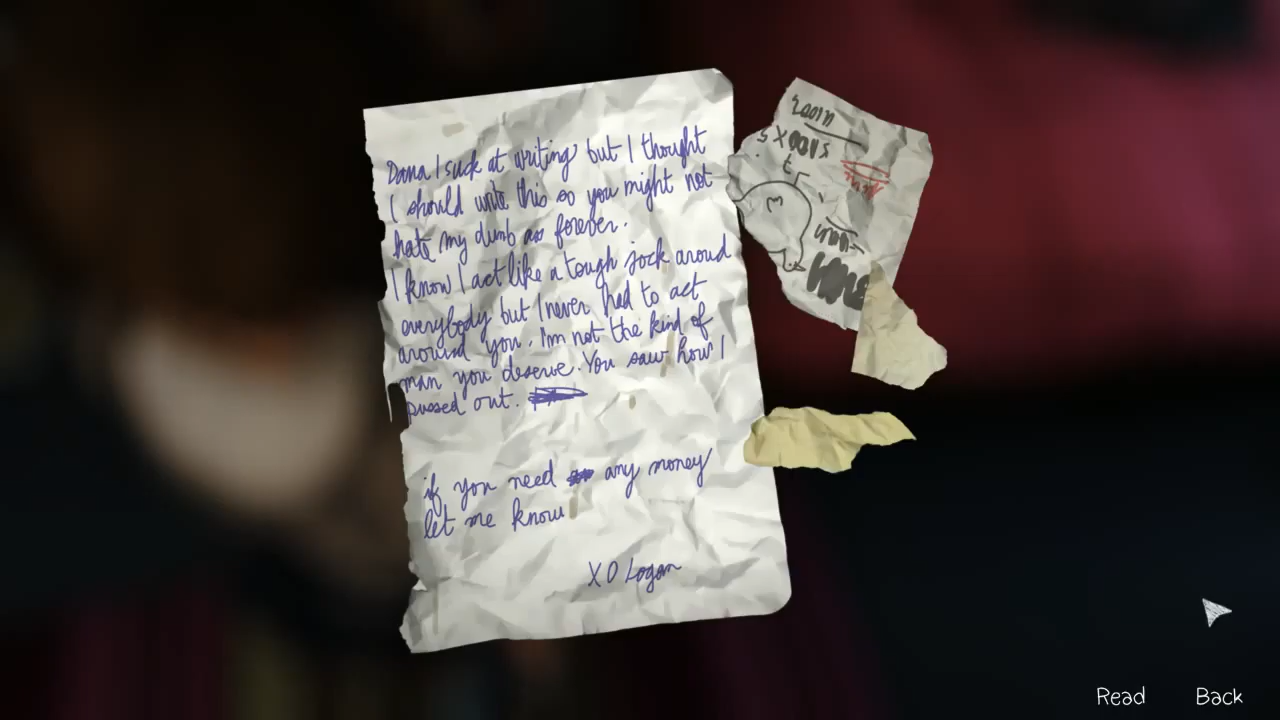 Dana I suck at writing but I thought
I should write this so you might not
hate my dumb ass forever.
I know I act like a tough jock aroud
everybody but I never had to act
around you. I'm not the kind of
man you deserve. You saw how I
pussed out.
if you need any money
let me know
XO Logan
Read
Back